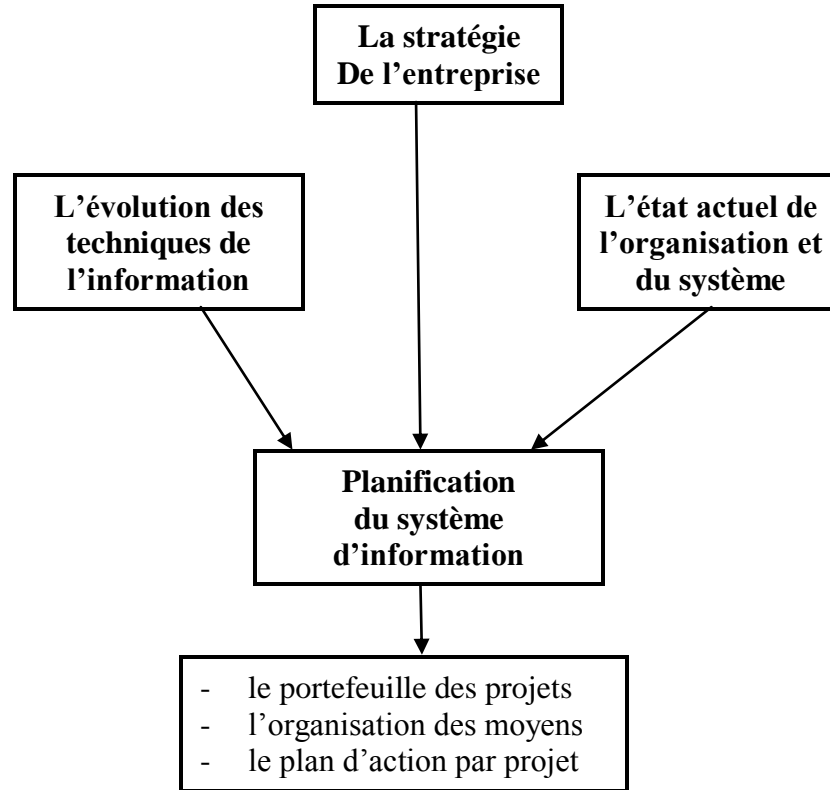 La stratégie
De l’entreprise
L’évolution des
techniques de
l’information
L’état actuel de
l’organisation et
du système
Planification
du système
d’information
- le portefeuille des projets
- l’organisation des moyens
- le plan d’action par projet